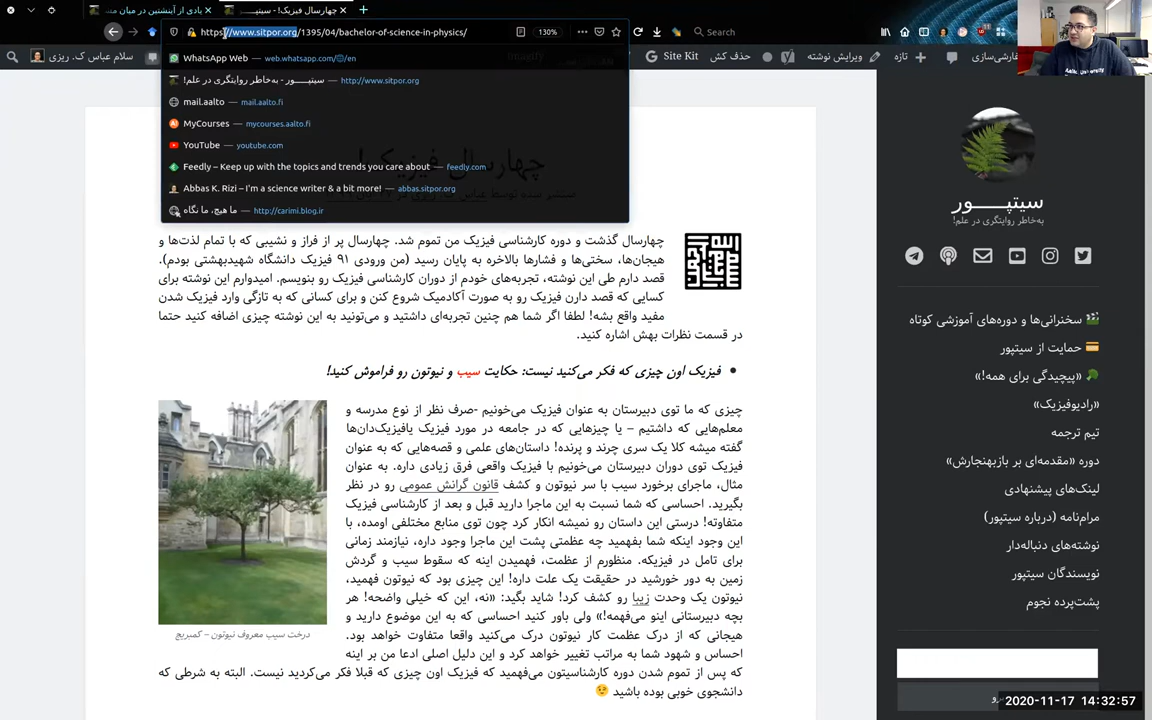 یادی از آینشتین در میان مد
چهارسال فیزیک! - سیتپـــــ
https://www.sitpor.org/1395/04/bachelor-of-science-in-physics/
130%
Search
سلام عباس ک. ریزی
Site Kit
حذف کش
ویرایش نوشته
تازه
WhatsApp Web — web.whatsapp.com/🌐/en
سیتپـــــور - به‌خاطر روایتگری در علم! — http://www.sitpor.org
mail.aalto — mail.aalto.fi
MyCourses — mycourses.aalto.fi
YouTube — youtube.com
Feedly – Keep up with the topics and trends you care about — feedly.com
Abbas K. Rizi – I'm a science writer & a bit more! — abbas.sitpor.org
ما هیچ، ما نگاه — http://carimi.blog.ir
چهارسال فیزیک!
Aalto University
چهارسال گذشت و دوره کارشناسی فیزیک من تموم شد. چهارسال پر از فراز و نشیبی که با تمام لذت‌ها و
هیجان‌ها، سختی‌ها و فشارها بالاخره به پایان رسید (من ورودی ۹۱ فیزیک دانشگاه شهیدبهشتی بودم).
قصد دارم طی این نوشته، تجربه‌های خودم از دوران کارشناسی فیزیک رو بنویسم. امیدوارم این نوشته برای
کسایی که قصد دارن فیزیک رو به صورت آکادمیک شروع کنن و برای کسانی که به تازگی وارد فیزیک شدن
مفید واقع بشه! لطفا اگر شما هم چنین تجربه‌ای داشتید و می‌تونید به این نوشته چیزی اضافه کنید حتما
در قسمت نظرات بهش اشاره کنید.
• فیزیک اون چیزی که فکر می‌کنید نیست: حکایت سیب و نیوتون رو فراموش کنید!
چیزی که ما توی دبیرستان به عنوان فیزیک می‌خونیم -صرف نظر از نوع مدرسه و
معلم‌هایی که داشتیم – یا چیزهایی که در جامعه در مورد فیزیک یافیزیک‌دان‌ها
گفته میشه کلا یک سری چرند و پرنده! داستان‌های علمی و قصه‌هایی که به عنوان
فیزیک توی دوران دبیرستان می‌خونیم با فیزیک واقعی فرق زیادی داره. به عنوان
مثال، ماجرای برخورد سیب با سر نیوتون و کشف قانون گرانش عمومی رو در نظر
بگیرید. احساسی که شما نسبت به این ماجرا دارید قبل و بعد از کارشناسی فیزیک
متفاوته! درستی این داستان رو نمیشه انکار کرد چون توی منابع مختلفی اومده، با
این وجود اینکه شما بفهمید چه عظمتی پشت این ماجرا وجود داره، نیازمند زمانی
برای تامل در فیزیکه. منظورم از عظمت، فهمیدن اینه که سقوط سیب و گردش
زمین به دور خورشید در حقیقت یک علت داره! این چیزی بود که نیوتون فهمید،
نیوتون یک وحدت زیبا رو کشف کرد! شاید بگید: «نه، این که خیلی واضحه! هر
بچه دبیرستانی اینو می‌فهمه!» ولی باور کنید احساسی که به این موضوع دارید و
هیجانی که از درک عظمت کار نیوتون درک می‌کنید واقعا متفاوت خواهد بود.
احساس و شهود شما به مراتب تغییر خواهد کرد و این دلیل اصلی ادعا من بر اینه
که پس از تموم شدن دوره کارشناسیتون می‌فهمید که فیزیک اون چیزی که قبلا فکر می‌کردید نیست. البته به شرطی که
دانشجوی خوبی بوده باشید 😉
درخت سیب معروف نیوتون – کمبریج
سیتپـــــور
به‌خاطر روایتگری در علم!
🎬 سخنرانی‌ها و دوره‌های آموزشی کوتاه
💳 حمایت از سیتپور
🥦 «پیچیدگی برای همه!»
«رادیوفیزیک»
تیم ترجمه
دوره «مقدمه‌ای بر بازبهنجارش»
لینک‌های پیشنهادی
مرام‌نامه (درباره سیتپور)
نوشته‌های دنباله‌دار
نویسندگان سیتپور
پشت‌پرده نجوم
2020-11-17 14:32:57